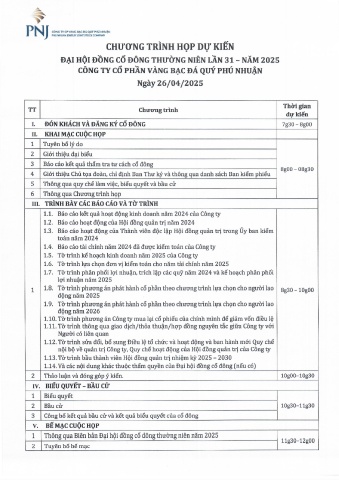 PNJ
CÔNG TY CỔ PHẦN VÀNG BẠC ĐÁ QUÝ PHÚ NHUẬN
CHƯƠNG TRÌNH HỌP DỰ KIẾN
ĐẠI HỘI ĐỒNG CỔ ĐÔNG THƯỜNG NIÊN LẦN 31 – NĂM 2025
CÔNG TY CỔ PHẦN VÀNG BẠC ĐÁ QUÝ PHÚ NHUẬN
Ngày 26/04/2025
TT Chương trình Thời gian dự kiến
I. ĐÓN KHÁCH VÀ ĐĂNG KÝ CỔ ĐÔNG 7g30 – 8g00
II. KHAI MẠC CUỘC HỌP 8g00 – 08g30
1 Tuyên bố lý do
2 Giới thiệu đại biểu
3 Báo cáo kết quả thẩm tra tư cách cổ đông
4 Giới thiệu Chủ tọa, chỉ định Ban Thư ký và thông qua danh sách Ban kiểm phiếu
5 Thông qua quy chế làm việc, biểu quyết và bầu cử
6 Thông qua Chương trình họp
III. TRÌNH BÀY CÁC BÁO CÁO VÀ TỜ TRÌNH
1 8g30 – 10g00
1.1. Báo cáo kết quả hoạt động kinh doanh năm 2024 của Công ty
1.2. Báo cáo hoạt động của Hội đồng quản trị năm 2024
1.3. Báo cáo hoạt động của Thành viên độc lập Hội đồng quản trị trong Ủy ban kiểm
toán năm 2024
1.4. Báo cáo tài chính năm 2024 đã được kiểm toán của Công ty
1.5. Tờ trình kế hoạch kinh doanh năm 2025 của Công ty
1.6. Tờ trình lựa chọn đơn vị kiểm toán cho năm tài chính 2025
1.7. Tờ trình phân phối lợi nhuận, trích lập các quỹ năm 2024 và kế hoạch phân phối
lợi nhuận năm 2025
1.8. Tờ trình phương án phát hành cổ phần theo chương trình lựa chọn cho người lao
động năm 2025
1.9. Tờ trình phương án phát hành cổ phần theo chương trình lựa chọn cho người lao
động năm 2026
1.10. Tờ trình phương án Công ty mua lại cổ phiếu của chính mình để giảm vốn điều lệ
1.11. Tờ trình thông qua giao dịch/thỏa thuận/hợp đồng nguyên tắc giữa Công ty với
Người có liên quan
1.12. Tờ trình sửa đổi, bổ sung Điều lệ tổ chức và hoạt động và ban hành mới Quy chế
nội bộ về quản trị Công ty, Quy chế hoạt động của Hội đồng quản trị của Công ty
1.13. Tờ trình bầu thành viên Hội đồng quản trị nhiệm kỳ 2025 – 2030
1.14. Và các nội dung khác thuộc thẩm quyền của Đại hội đồng cổ đông (nếu có)
2 Thảo luận và đóng góp ý kiến. 10g00–10g30
IV. BIỂU QUYẾT – BẦU CỬ 10g30–11g30
1 Biểu quyết
2 Bầu cử
3 Công bố kết quả bầu cử và kết quả biểu quyết của cổ đông
V. BẾ MẠC CUỘC HỌP 11g30–12g00
1 Thông qua Biên bản Đại hội đồng cổ đông thường niên năm 2025
2 Tuyên bố bế mạc